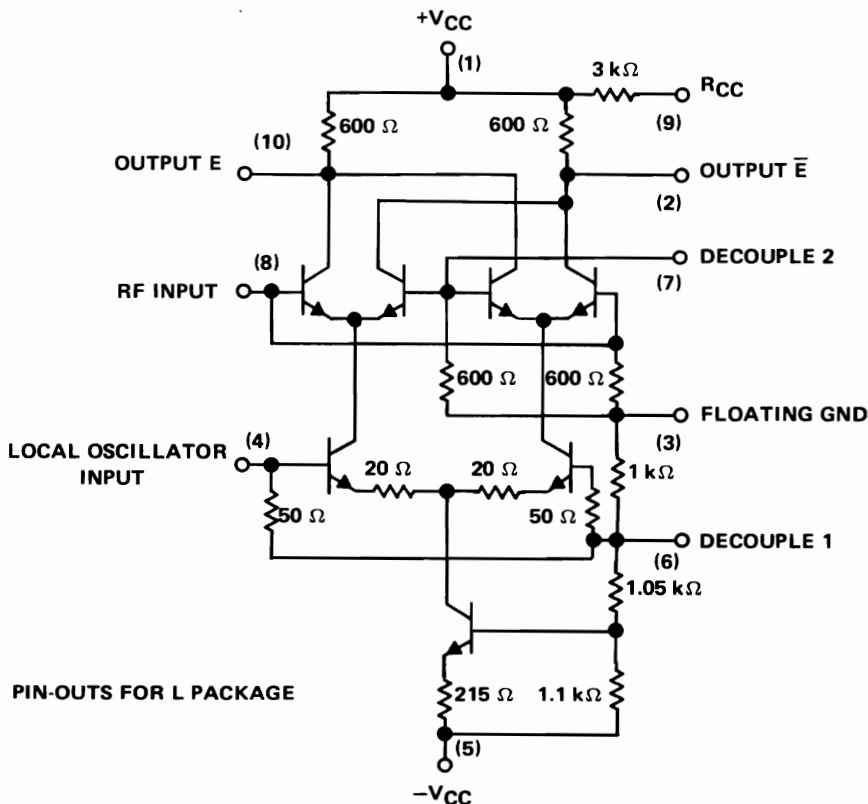 +VCC
(1)
3 kΩ
RCC
(9)
600 Ω
600 Ω
(10)
OUTPUT E
OUTPUT E̅
(2)
(8)
DECOUPLE 2
(7)
RF INPUT
600 Ω
600 Ω
FLOATING GND
(3)
(4)
LOCAL OSCILLATOR
INPUT
20 Ω
20 Ω
1 kΩ
50 Ω
50 Ω
DECOUPLE 1
(6)
1.05 kΩ
PIN-OUTS FOR L PACKAGE
215 Ω
1.1 kΩ
(5)
−VCC